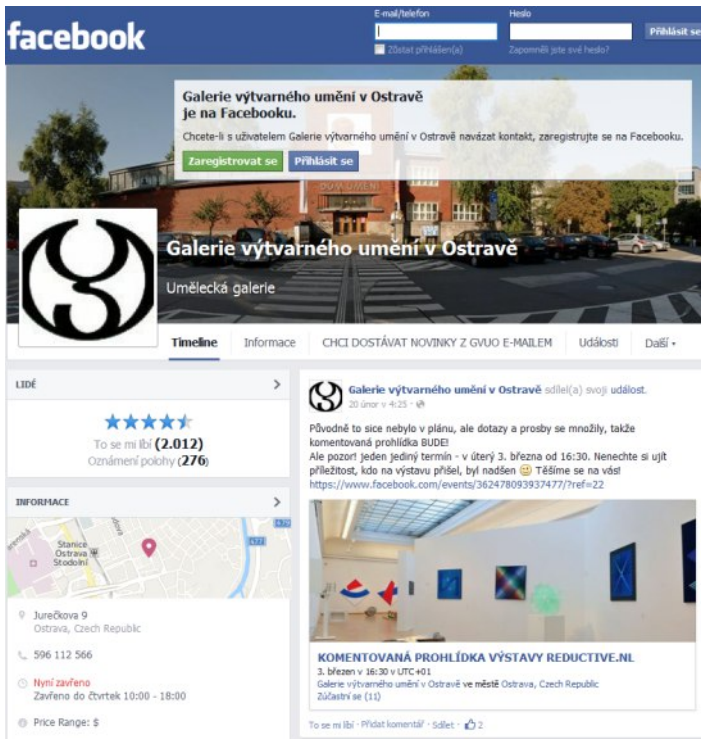 facebook
E-mail/telefon
Heslo
Přihlásit se
Zůstat přihlášen(a)
Zapomněli jste své heslo?
Galerie výtvarného umění v Ostravě
je na Facebooku.
Chcete-li s uživatelem Galerie výtvarného umění v Ostravě navázat kontakt, zaregistrujte se na Facebooku.
Zaregistrovat se
Přihlásit se
DŮM UMĚNÍ
Galerie výtvarného umění v Ostravě
Umělecká galerie
Timeline
Informace
CHCI DOSTÁVAT NOVINKY Z GVUO E-MAILEM
Události
Další
LIDÉ
To se mi líbí (2.012)
Oznámení polohy (276)
INFORMACE
Stanice
Ostrava
Stodolní
Jurečkova 9
Ostrava, Czech Republic
596 112 566
Nyní zavřeno
Zavřeno do čtvrtek 10:00 - 18:00
Price Range: $
Galerie výtvarného umění v Ostravě sdílel(a) svoji událost.
20 únor v 4:25 ·
Původně to sice nebylo v plánu, ale dotazy a prosby se množily, takže
komentovaná prohlídka BUDE!
Ale pozor! jeden jediný termín - v úterý 3. března od 16:30. Nenechte si ujít
příležitost, kdo na výstavu přišel, byl nadšen 🙂 Těšíme se na vás!
https://www.facebook.com/events/362478093937477/?ref=22
KOMENTOVANÁ PROHLÍDKA VÝSTAVY REDUCTIVE.NL
3. březen v 16:30 v UTC+01
Galerie výtvarného umění v Ostravě ve městě Ostrava, Czech Republic
Zúčastní se (11)
To se mi líbí · Přidat komentář · Sdílet · 2